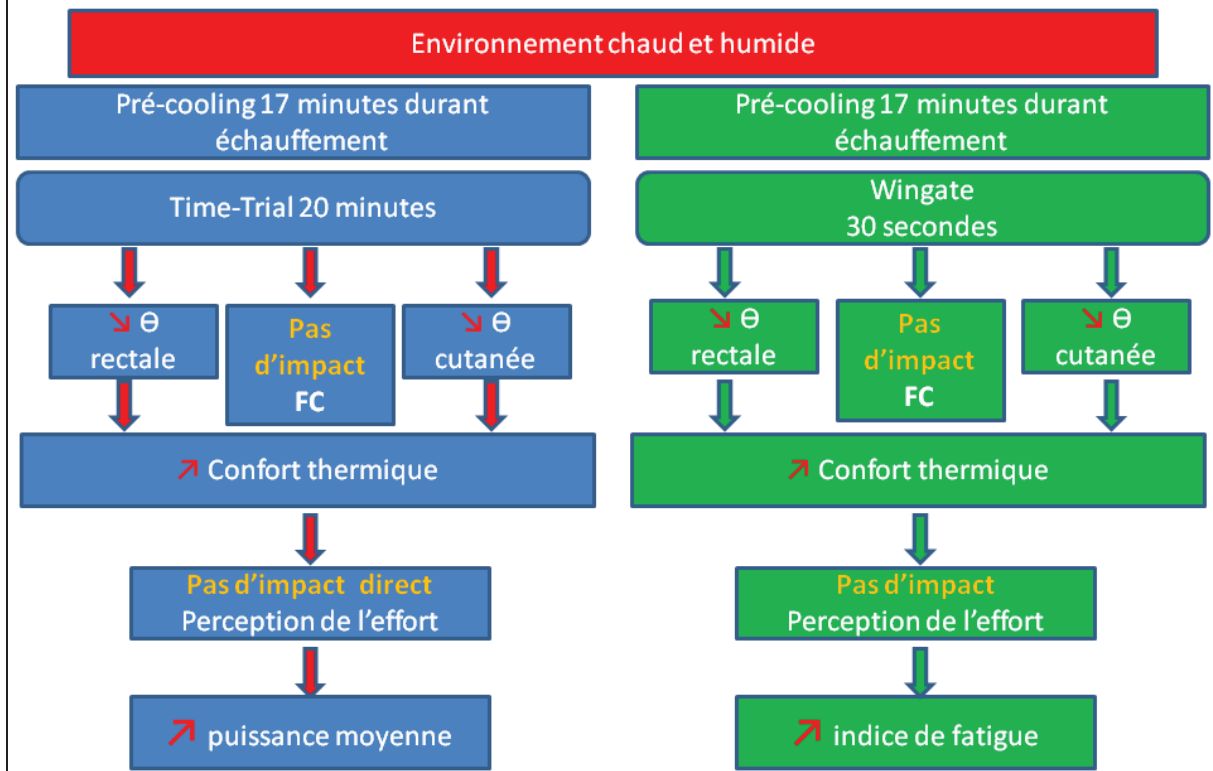 Environnement chaud et humide
Pré-cooling 17 minutes durant
échauffement
Time-Trial 20 minutes
↘ Ө
rectale
Pas
d’impact
FC
↘ Ө
cutanée
↗ Confort thermique
Pas d’impact direct
Perception de l’effort
↗ puissance moyenne
Pré-cooling 17 minutes durant
échauffement
Wingate
30 secondes
↘ Ө
rectale
Pas
d’impact
FC
↘ Ө
cutanée
↗ Confort thermique
Pas d’impact
Perception de l’effort
↗ indice de fatigue